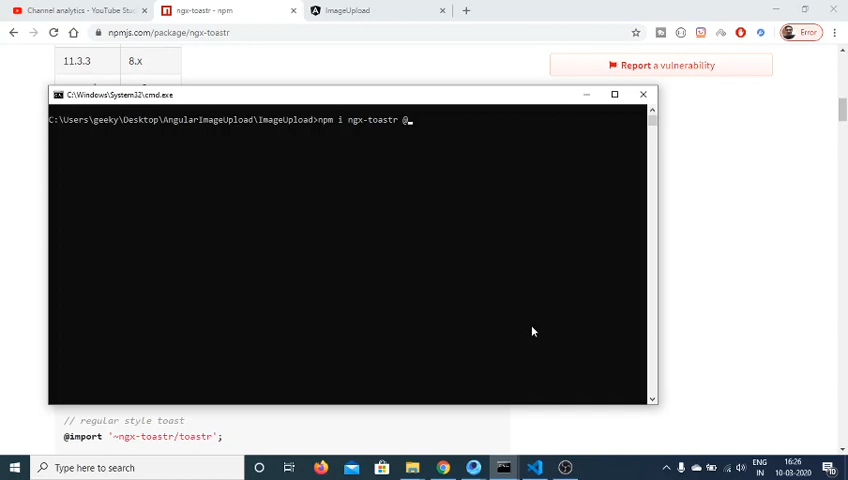 Channel analytics - YouTube Stu
ngx-toastr - npm
ImageUpload
npmjs.com/package/ngx-toastr
Error
11.3.3 8.x
Report a vulnerability
C:\Windows\System32\cmd.exe
C:\Users\geeky\Desktop\AngularImageUpload\ImageUpload>npm i ngx-toastr @_
// regular style toast
@import '~ngx-toastr/toastr';
Type here to search
ENG
IN
16:26
10-03-2020